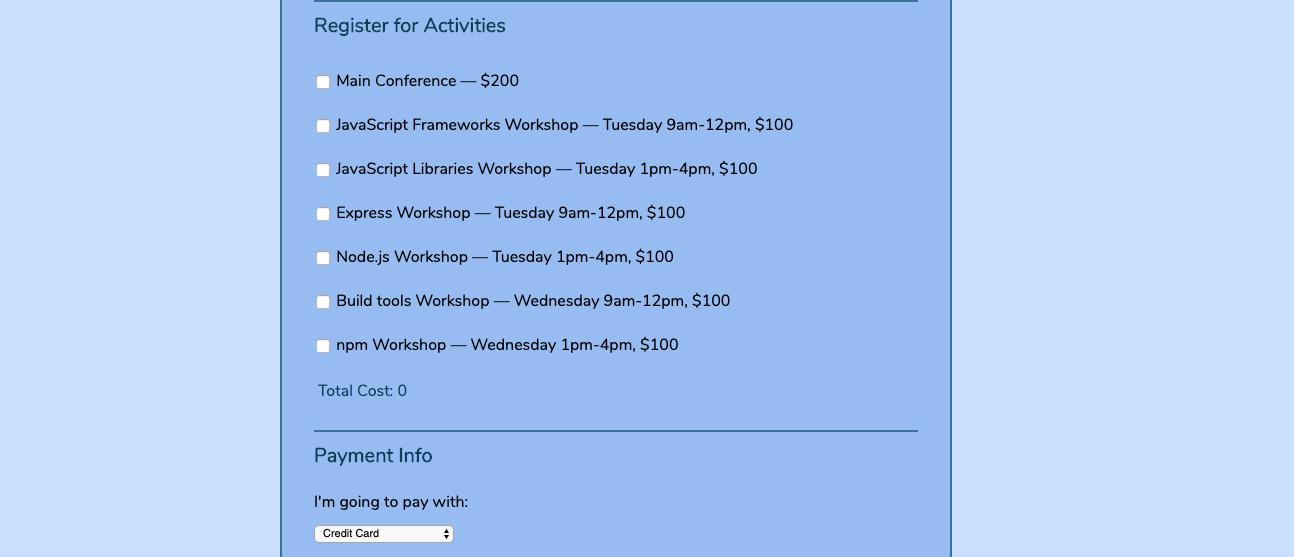 Register for Activities
Main Conference — $200
JavaScript Frameworks Workshop — Tuesday 9am-12pm, $100
JavaScript Libraries Workshop — Tuesday 1pm-4pm, $100
Express Workshop — Tuesday 9am-12pm, $100
Node.js Workshop — Tuesday 1pm-4pm, $100
Build tools Workshop — Wednesday 9am-12pm, $100
npm Workshop — Wednesday 1pm-4pm, $100
Total Cost: 0
Payment Info
I'm going to pay with:
Credit Card